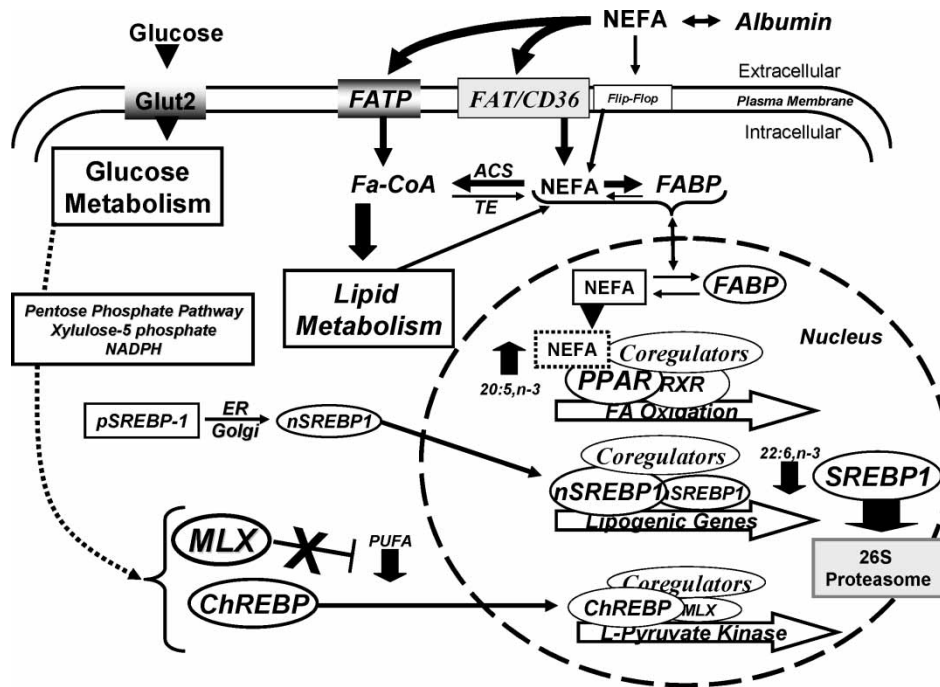 Glucose
NEFA
Albumin
Extracellular
Glut2
FATP
FAT/CD36
Flip-Flop
Plasma Membrane
Intracellular
Glucose
Metabolism
Fa-CoA
ACS
TE
NEFA
FABP
Lipid
Metabolism
NEFA
FABP
Pentose Phosphate Pathway
Xylulose-5 phosphate
NADPH
Nucleus
NEFA
Coregulators
20:5,n-3
PPAR
RXR
FA Oxigation
pSREBP-1
ER
Golgi
nSREBP1
Coregulators
22:6,n-3
SREBP1
nSREBP1
nSREBP1
Lipogenic Genes
26S
Proteasome
MLX
X
PUFA
ChREBP
Coregulators
ChREBP
MLX
L-Pyruvate Kinase